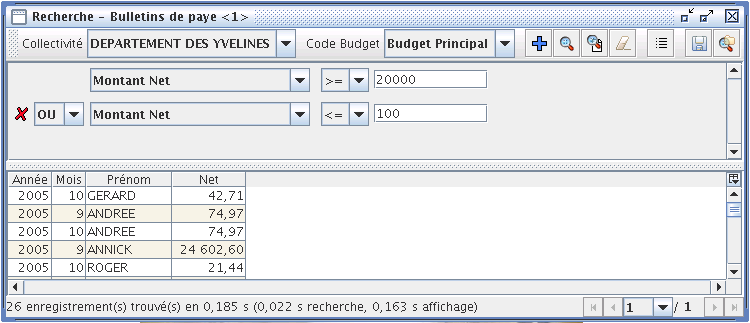 Recherche - Bulletins de paye <1>
Collectivité DEPARTEMENT DES YVELINES Code Budget Budget Principal
Montant Net >= 20000
OU Montant Net <= 100
Année Mois Prénom Net
2005 10 GERARD 42,71
2005 9 ANDREE 74,97
2005 10 ANDREE 74,97
2005 9 ANNICK 24 602,60
2005 10 ROGER 21,44
26 enregistrement(s) trouvé(s) en 0,185 s (0,022 s recherche, 0,163 s affichage) 1 / 1